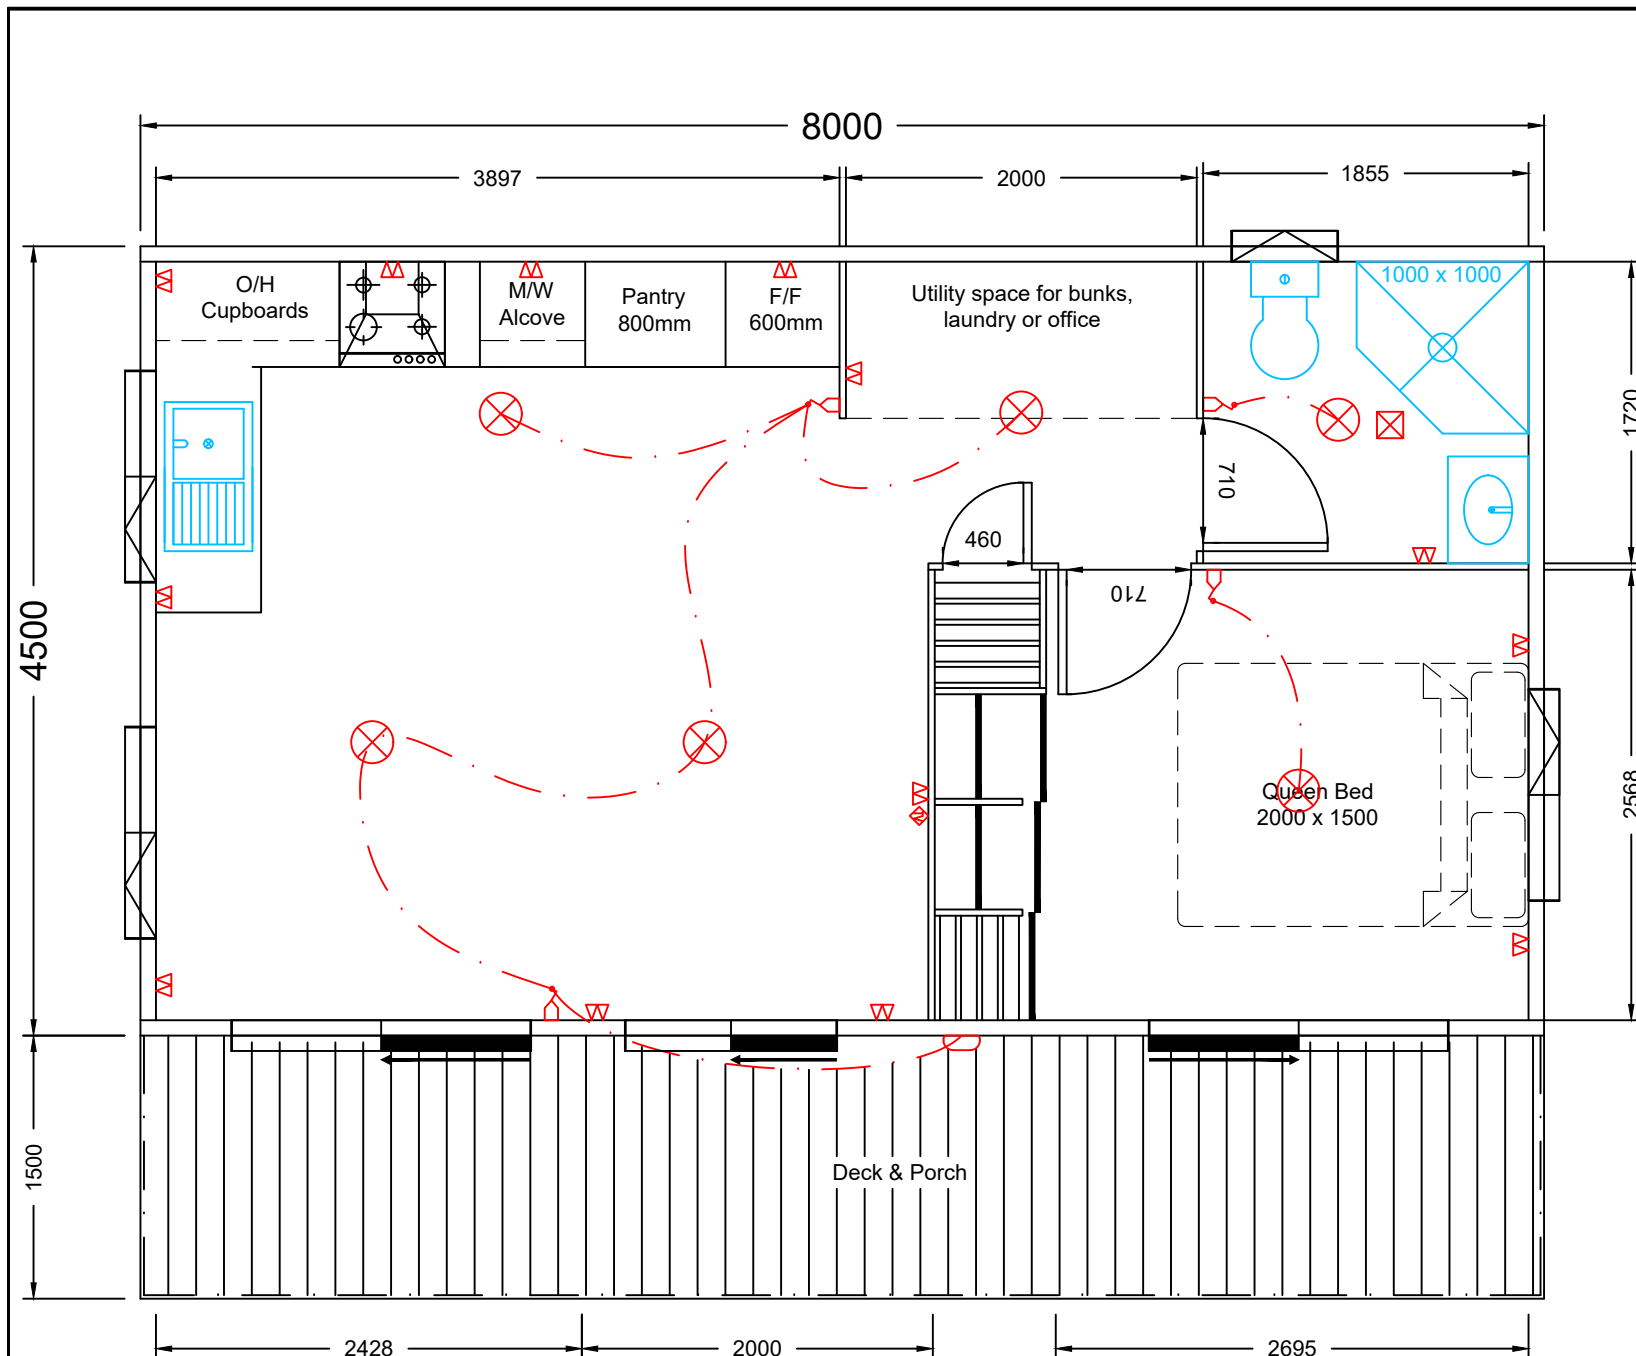 8000
3897
2000
1855
O/H
Cupboards
M/W
Alcove
Pantry
800mm
F/F
600mm
Utility space for bunks,
laundry or office
1000 x 1000
1720
710
460
710
4500
2568
Queen Bed
2000 x 1500
2
1500
Deck & Porch
2428
2000
2695